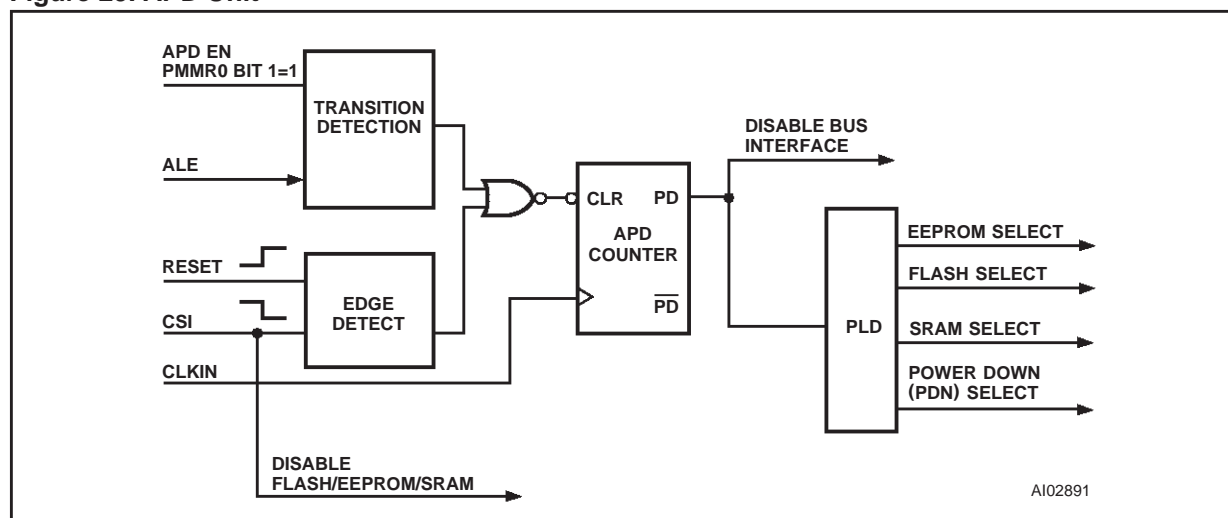 APD EN
PMMR0 BIT 1=1
TRANSITION
DETECTION
ALE
DISABLE BUS
INTERFACE
CLR
PD
APD
COUNTER
PD
RESET
CSI
EDGE
DETECT
CLKIN
PLD
EEPROM SELECT
FLASH SELECT
SRAM SELECT
POWER DOWN
(PDN) SELECT
DISABLE
FLASH/EEPROM/SRAM
AI02891